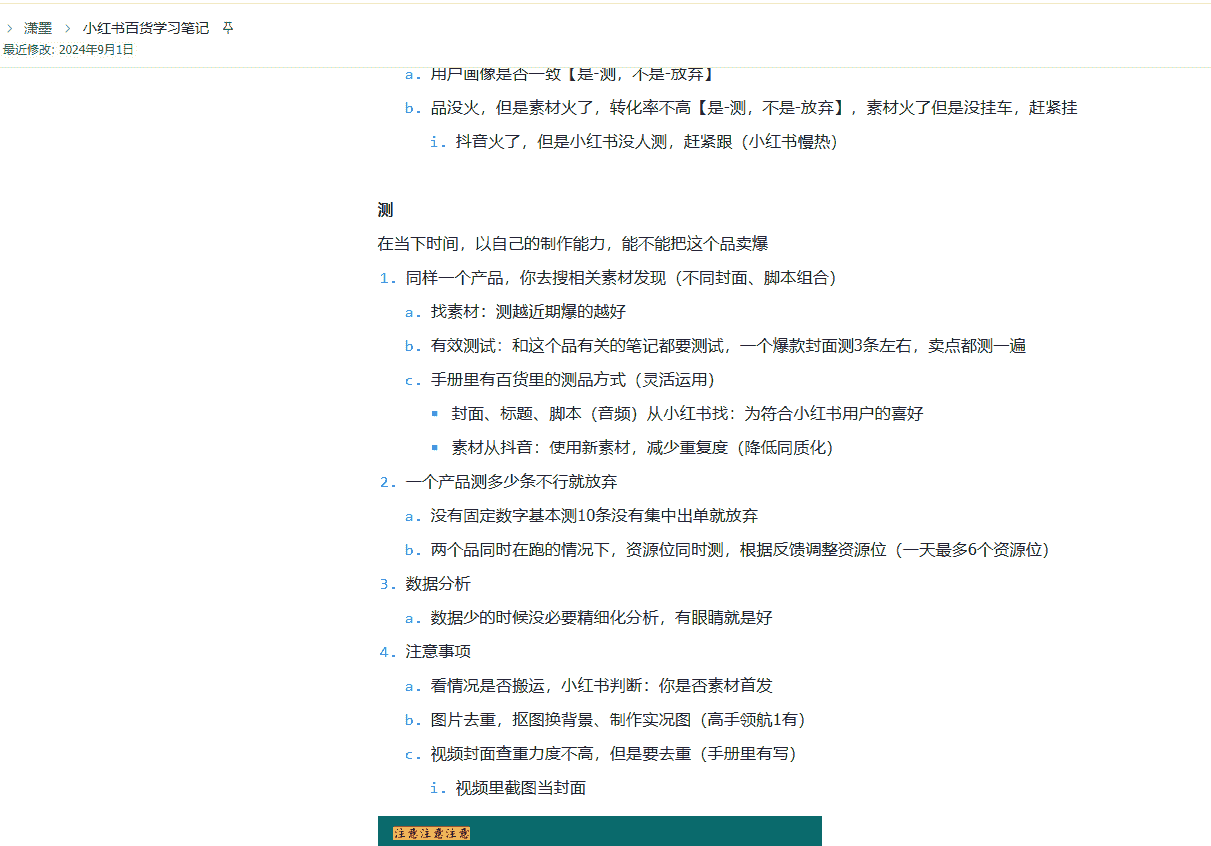 潇墨 小红书百货学习笔记
最近修改: 2024年9月1日
a. 用户画像是否一致【是-测，不是-放弃】
b. 品没火，但是素材火了，转化率不高【是-测，不是-放弃】，素材火了但是没挂车，赶紧挂
i. 抖音火了，但是小红书没人测，赶紧跟（小红书慢热）
测
在当下时间，以自己的制作能力，能不能把这个品卖爆
1. 同样一个产品，你去搜相关素材发现（不同封面、脚本组合）
a. 找素材：测越近期爆的越好
b. 有效测试：和这个品有关的笔记都要测试，一个爆款封面测3条左右，卖点都测一遍
c. 手册里有百货里的测品方式（灵活运用）
▪ 封面、标题、脚本（音频）从小红书找：为符合小红书用户的喜好
▪ 素材从抖音：使用新素材，减少重复度（降低同质化）
2. 一个产品测多少条不行就放弃
a. 没有固定数字基本测10条没有集中出单就放弃
b. 两个品同时在跑的情况下，资源位同时测，根据反馈调整资源位（一天最多6个资源位）
3. 数据分析
a. 数据少的时候没必要精细化分析，有眼睛就是好
4. 注意事项
a. 看情况是否搬运，小红书判断：你是否素材首发
b. 图片去重，抠图换背景、制作实况图（高手领航1有）
c. 视频封面查重力度不高，但是要去重（手册里有写）
i. 视频里截图当封面
注意注意注意